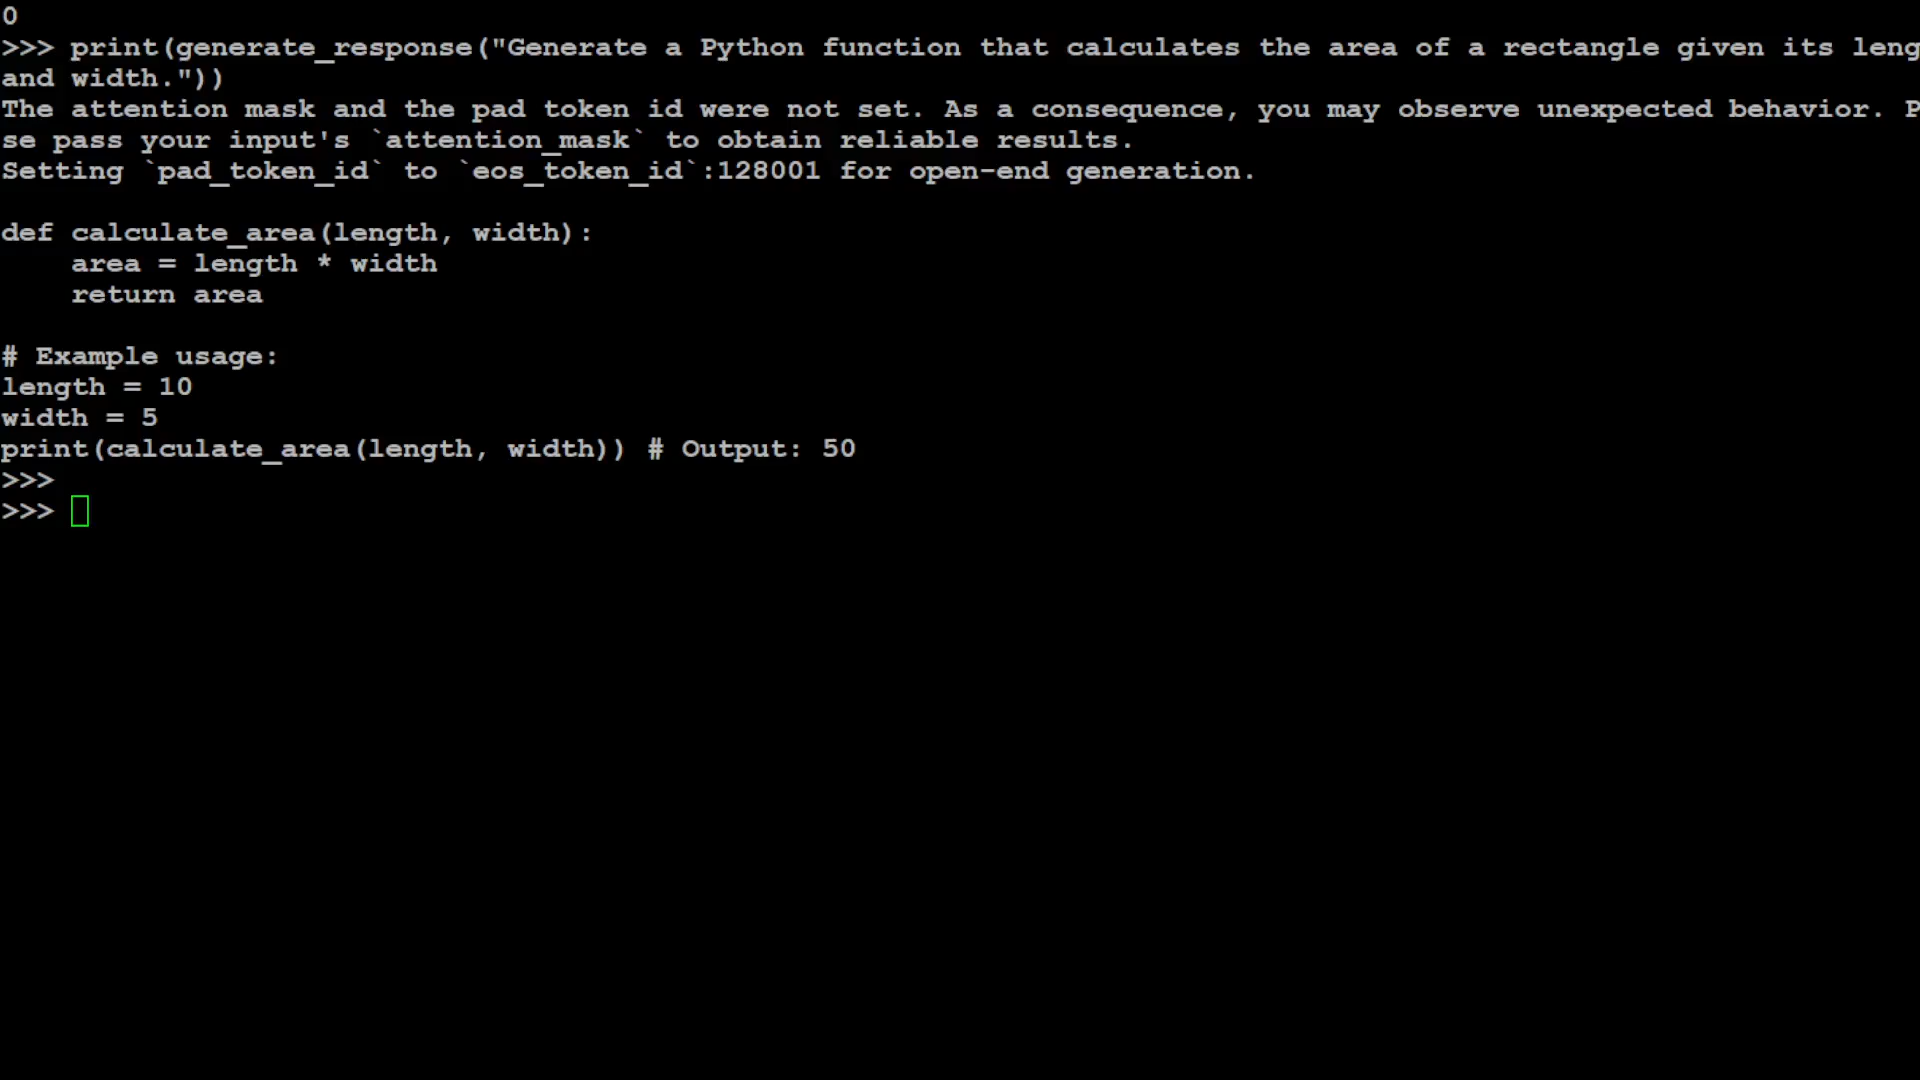 0
>>> print(generate_response("Generate a Python function that calculates the area of a rectangle given its leng
and width."))
The attention mask and the pad token id were not set. As a consequence, you may observe unexpected behavior. P
se pass your input's `attention_mask` to obtain reliable results.
Setting `pad_token_id` to `eos_token_id`:128001 for open-end generation.

def calculate_area(length, width):
    area = length * width
    return area

# Example usage:
length = 10
width = 5
print(calculate_area(length, width)) # Output: 50
>>>
>>>